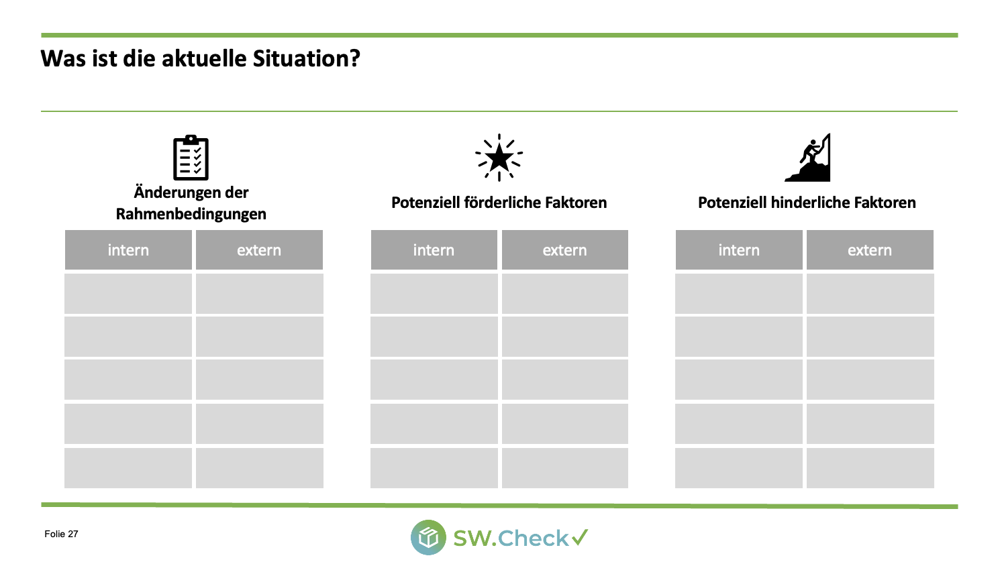 Was ist die aktuelle Situation?
Änderungen der
Rahmenbedingungen
intern
extern
Potenziell förderliche Faktoren
intern
extern
Potenziell hinderliche Faktoren
intern
extern
Folie 27
SW.Check